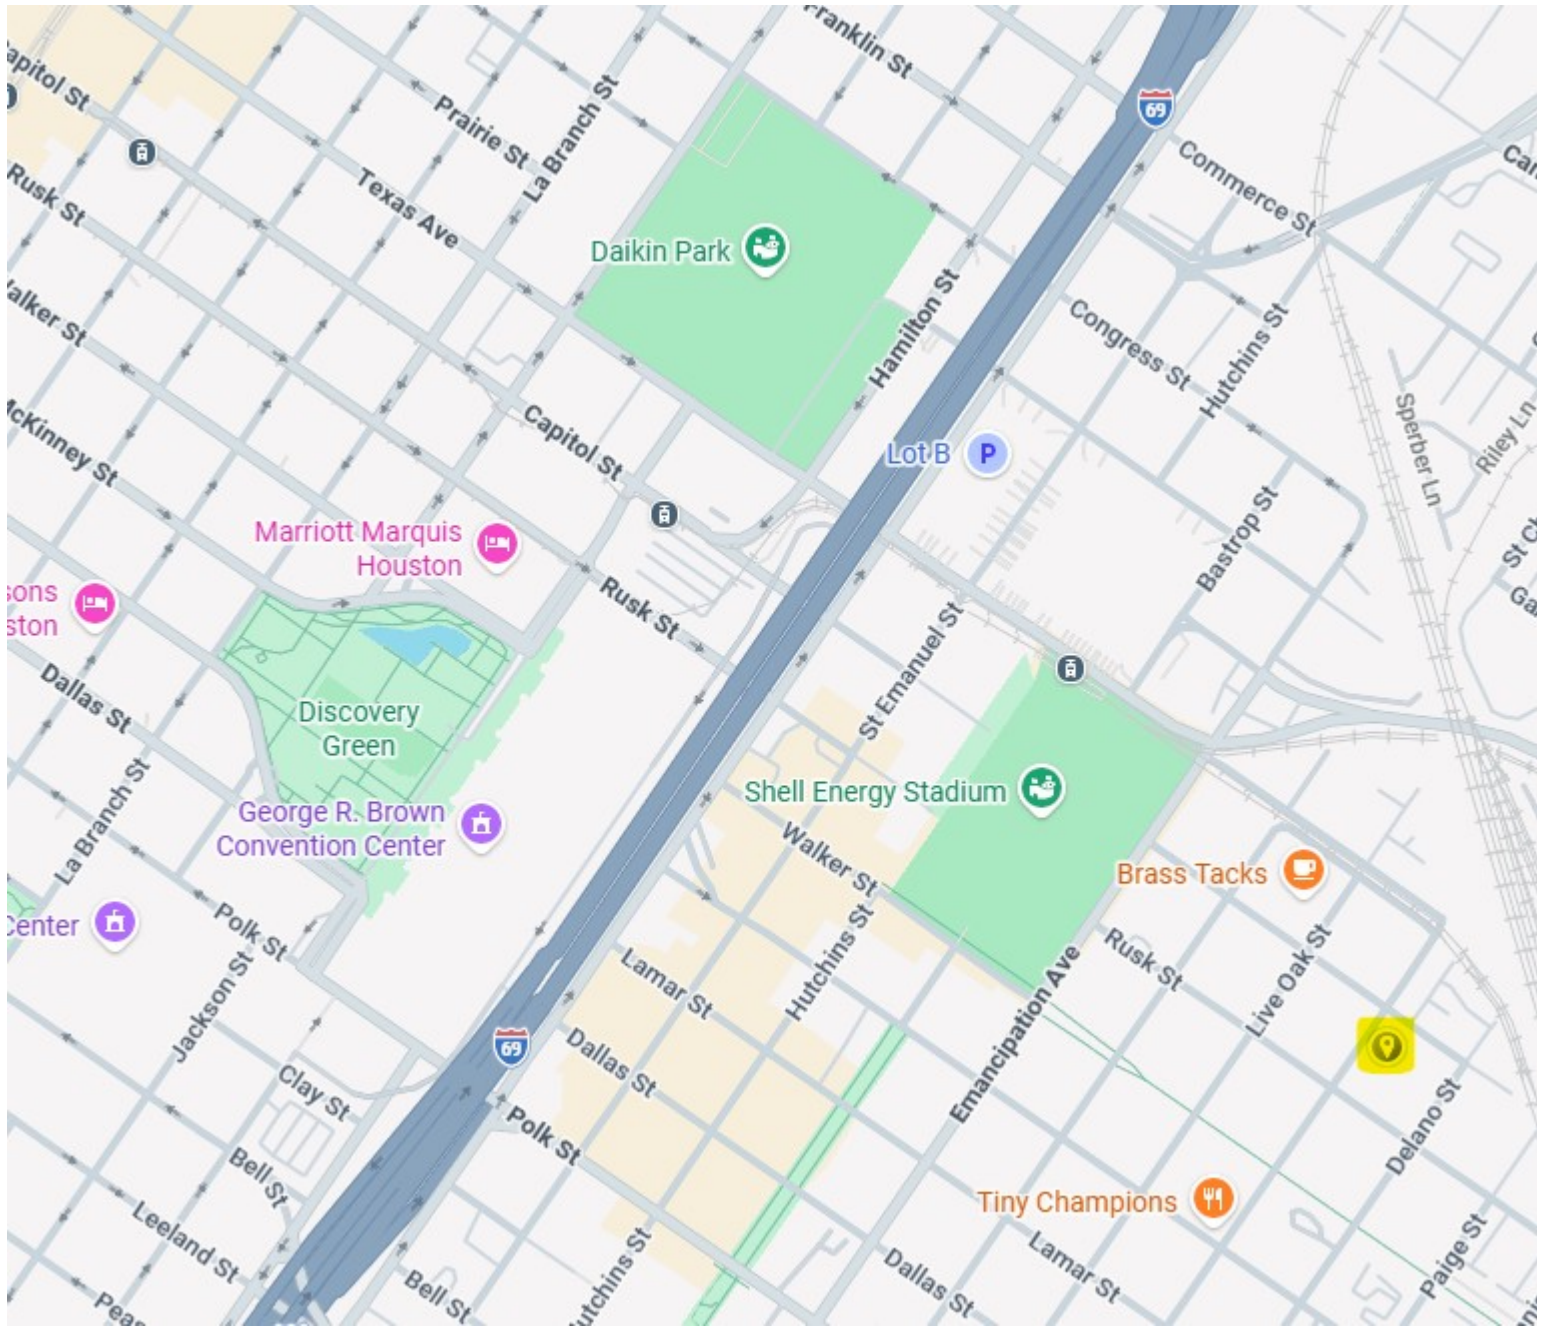 Franklin St
69
Capitol St
Prairie St
La Branch St
Commerce St
Rusk St
Texas Ave
Daikin Park
Hamilton St
Congress St
Hutchins St
Walker St
McKinney St
Sperber Ln
Riley Ln
Capitol St
Lot B
P
Bastrop St
Marriott Marquis
Houston
sons
ston
Rusk St
St Emanuel St
Dallas St
Discovery
Green
Shell Energy Stadium
George R. Brown
Convention Center
Walker St
La Branch St
Brass Tacks
Center
Polk St
Rusk St
Live Oak St
Jackson St
Lamar St
Hutchins St
Emancipation Ave
69
Dallas St
Clay St
Polk St
Delano St
Bell St
Tiny Champions
Leeland St
Lamar St
Paige St
Bell St
Hutchins St
Dallas St